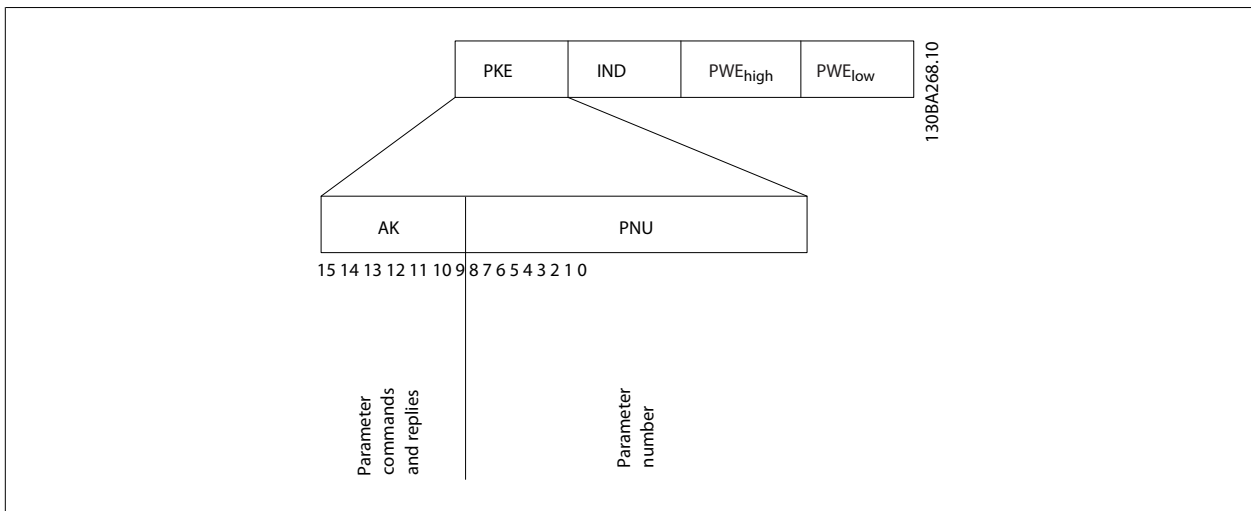 PKE IND PWEhigh PWElow
130BA268.10
AK PNU
15 14 13 12 11 10 9 8 7 6 5 4 3 2 1 0
Parameter
commands
and replies
Parameter
number